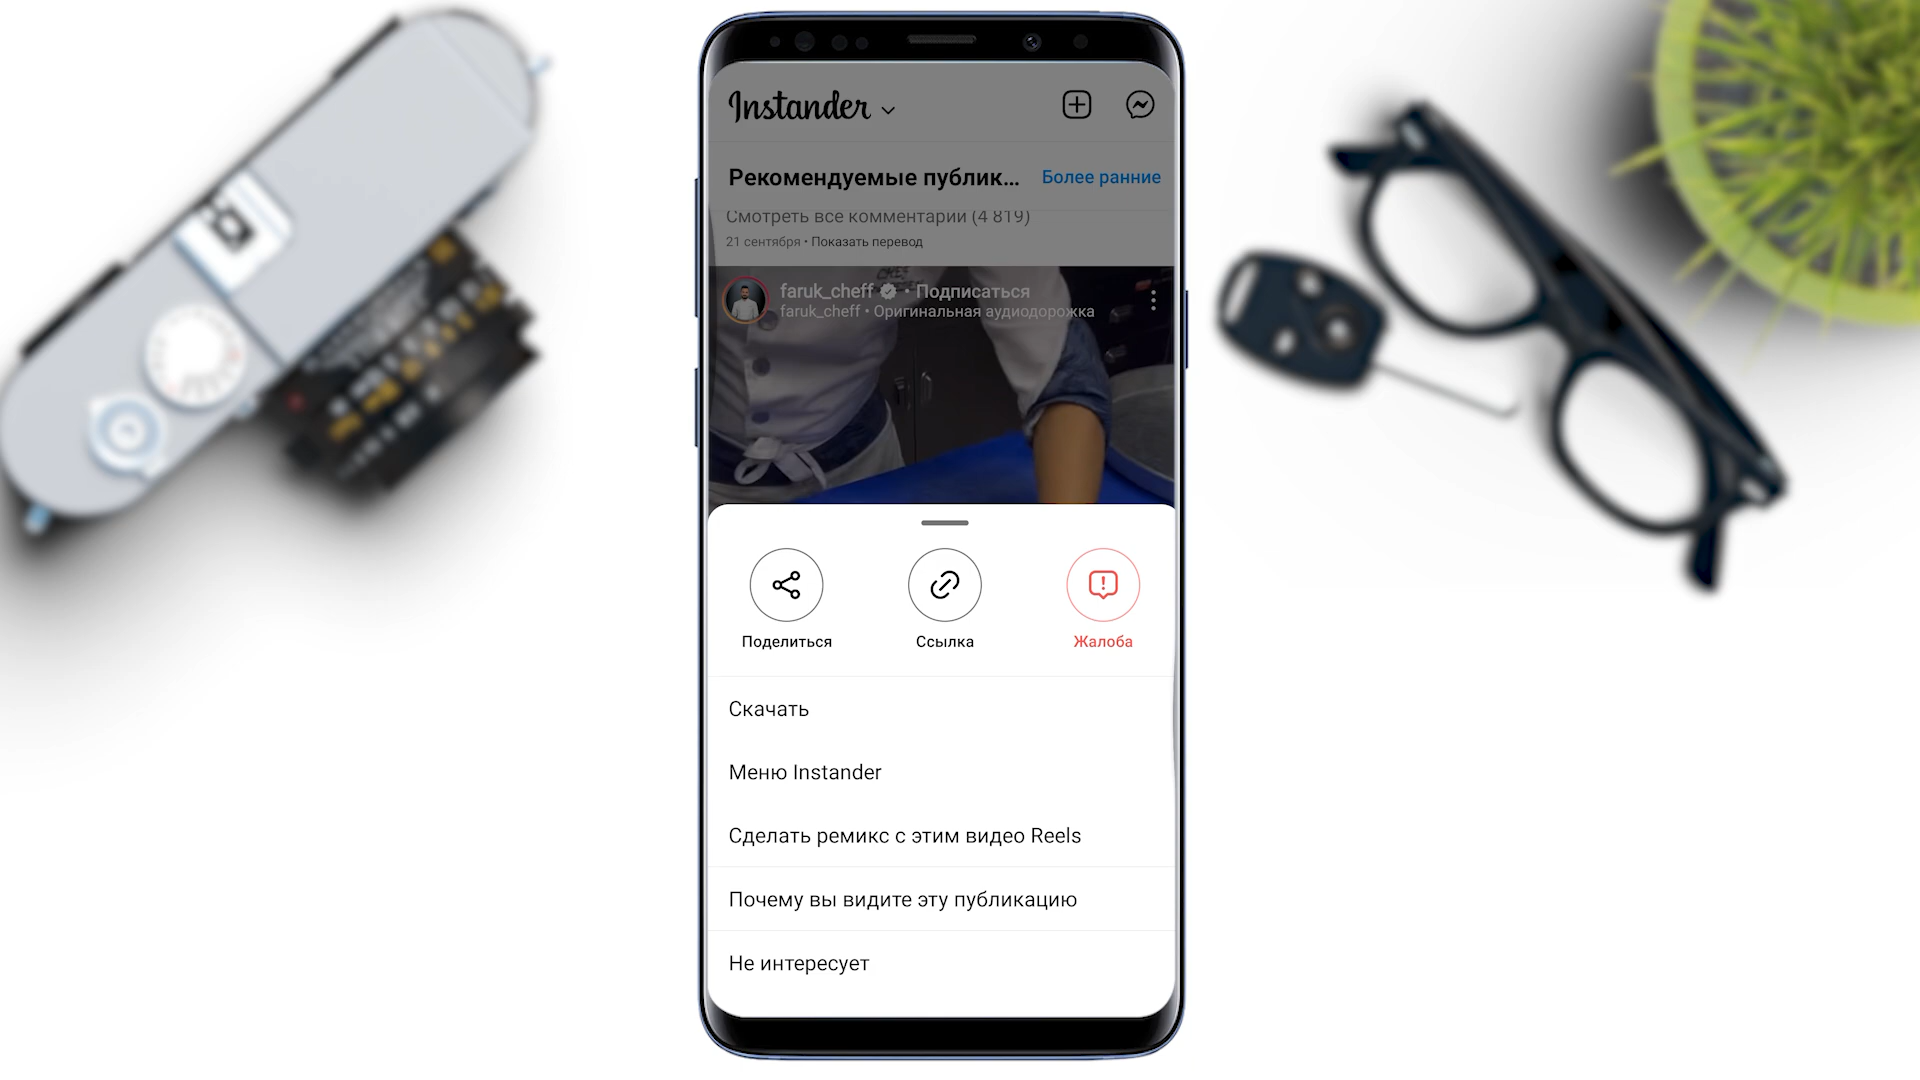 Instander
Рекомендуемые публик... Более ранние
Смотреть все комментарии (4 819)
21 сентября • Показать перевод
faruk_cheff • Подписаться
faruk_cheff • Оригинальная аудиодорожка
Поделиться Ссылка Жалоба
Скачать
Меню Instander
Сделать ремикс с этим видео Reels
Почему вы видите эту публикацию
Не интересует